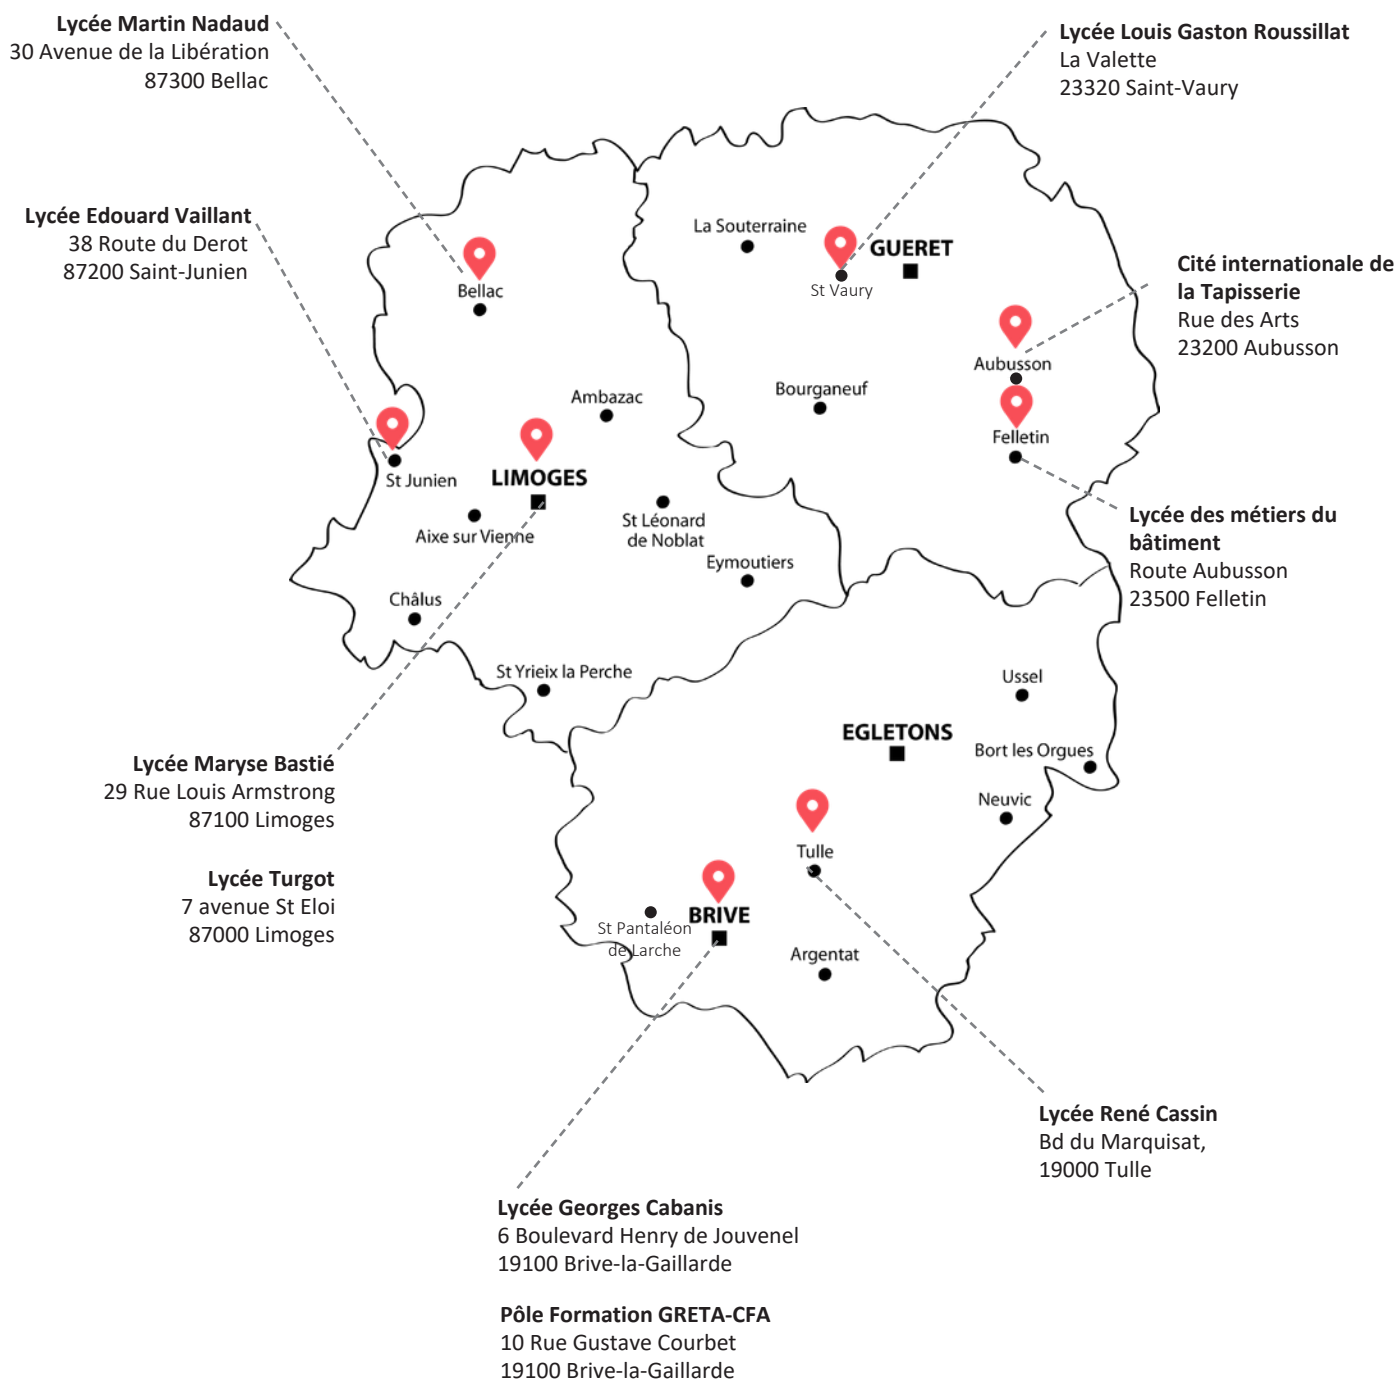 Lycée Martin Nadaud
30 Avenue de la Libération
87300 Bellac
Lycée Louis Gaston Roussillat
La Valette
23320 Saint-Vaury
Lycée Edouard Vaillant
38 Route du Derot
87200 Saint-Junien
La Souterraine
GUERET
St Vaury
Bellac
Cité internationale de
la Tapisserie
Rue des Arts
23200 Aubusson
Aubusson
Bourganeuf
Ambazac
Felletin
LIMOGES
St Junien
Aixe sur Vienne
St Léonard
de Noblat
Eymoutiers
Lycée des métiers du
bâtiment
Route Aubusson
23500 Felletin
Châlus
St Yrieix la Perche
Ussel
EGLETONS
Bort les Orgues
Neuvic
Lycée Maryse Bastié
29 Rue Louis Armstrong
87100 Limoges
Lycée Turgot
7 avenue St Eloi
87000 Limoges
Tulle
BRIVE
St Pantaléon
de Larche
Argentat
Lycée René Cassin
Bd du Marquisat,
19000 Tulle
Lycée Georges Cabanis
6 Boulevard Henry de Jouvenel
19100 Brive-la-Gaillarde
Pôle Formation GRETA-CFA
10 Rue Gustave Courbet
19100 Brive-la-Gaillarde